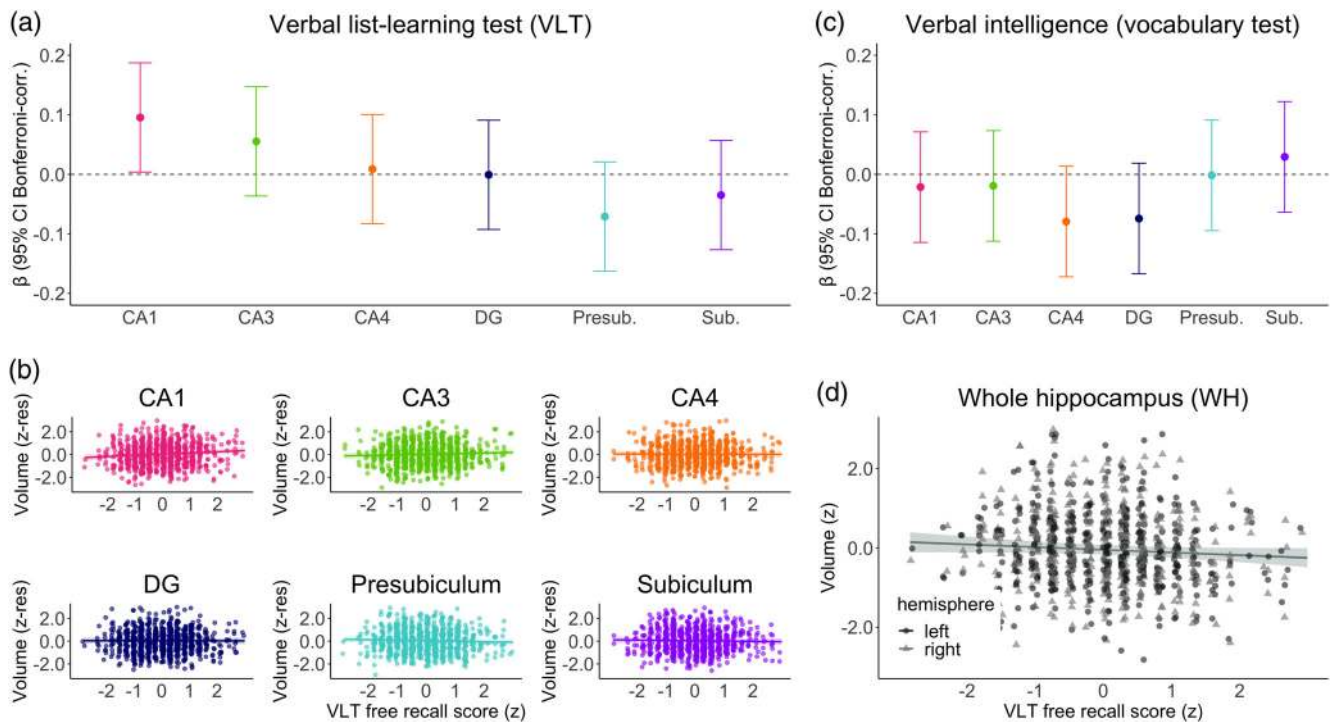 (a) Verbal list-learning test (VLT)
β (95% CI Bonferroni-corr.)
0.2
0.1
0.0
-0.1
-0.2
CA1 CA3 CA4 DG Presub. Sub.
(c) Verbal intelligence (vocabulary test)
β (95% CI Bonferroni-corr.)
0.2
0.1
0.0
-0.1
-0.2
CA1 CA3 CA4 DG Presub. Sub.
(b)
CA1 CA3 CA4
Volume (z-res) Volume (z-res) Volume (z-res)
2.0 2.0 2.0
0.0 0.0 0.0
-2.0 -2.0 -2.0
-2 -1 0 1 2 -2 -1 0 1 2 -2 -1 0 1 2
DG Presubiculum Subiculum
Volume (z-res) Volume (z-res) Volume (z-res)
2.0 2.0 2.0
0.0 0.0 0.0
-2.0 -2.0 -2.0
-2 -1 0 1 2 -2 -1 0 1 2 -2 -1 0 1 2
VLT free recall score (z)
(d) Whole hippocampus (WH)
Volume (z)
2.0
0.0
-2.0
hemisphere
left
right
-2 -1 0 1 2
VLT free recall score (z)